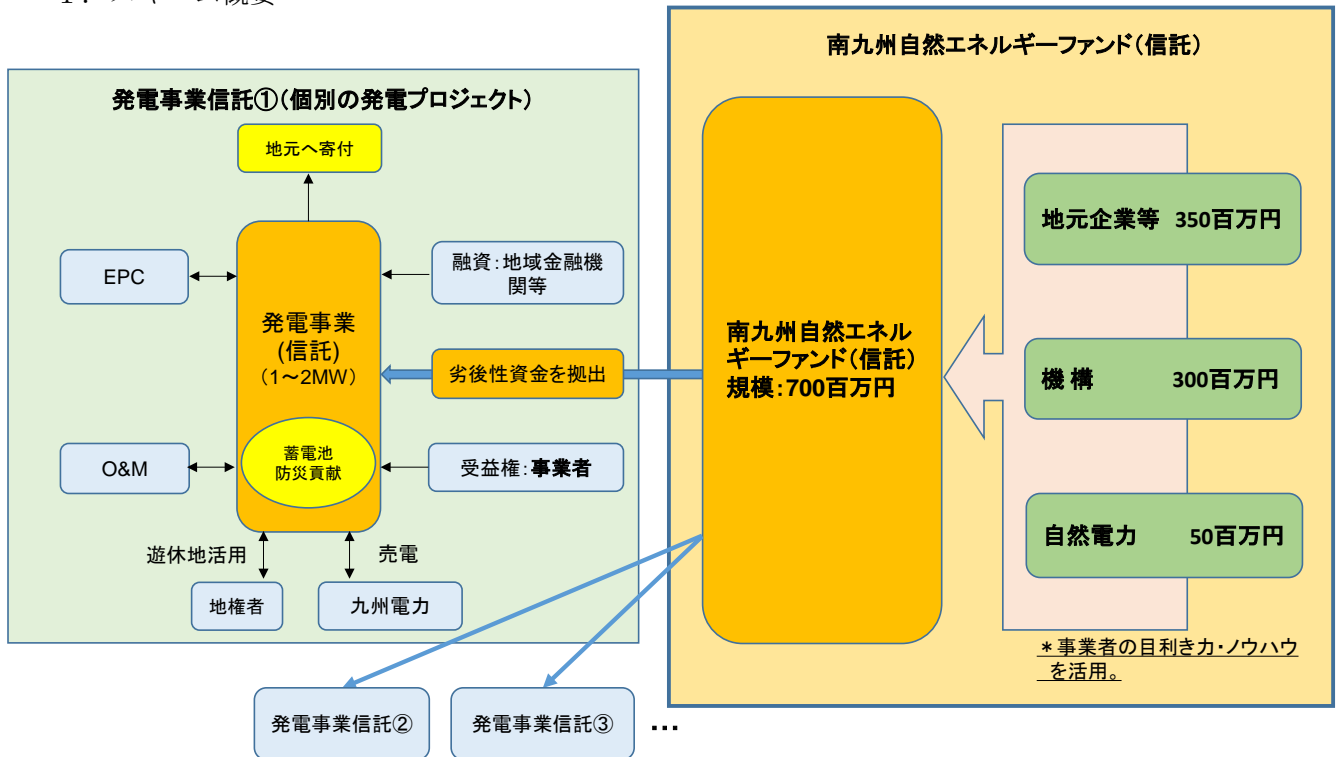 南九州自然エネルギーファンド（信託）
発電事業信託①（個別の発電プロジェクト）
地元へ寄付
EPC
融資：地域金融機
関等
発電事業
(信託)
（1～2MW）
劣後性資金を拠出
蓄電池
防災貢献
O&M
受益権：事業者
遊休地活用
売電
地権者
九州電力
発電事業信託②
発電事業信託③
…
南九州自然エネル
ギーファンド（信託）
規模：700百万円
地元企業等 350百万円
機 構 300百万円
自然電力 50百万円
＊事業者の目利き力・ノウハウ
を活用。